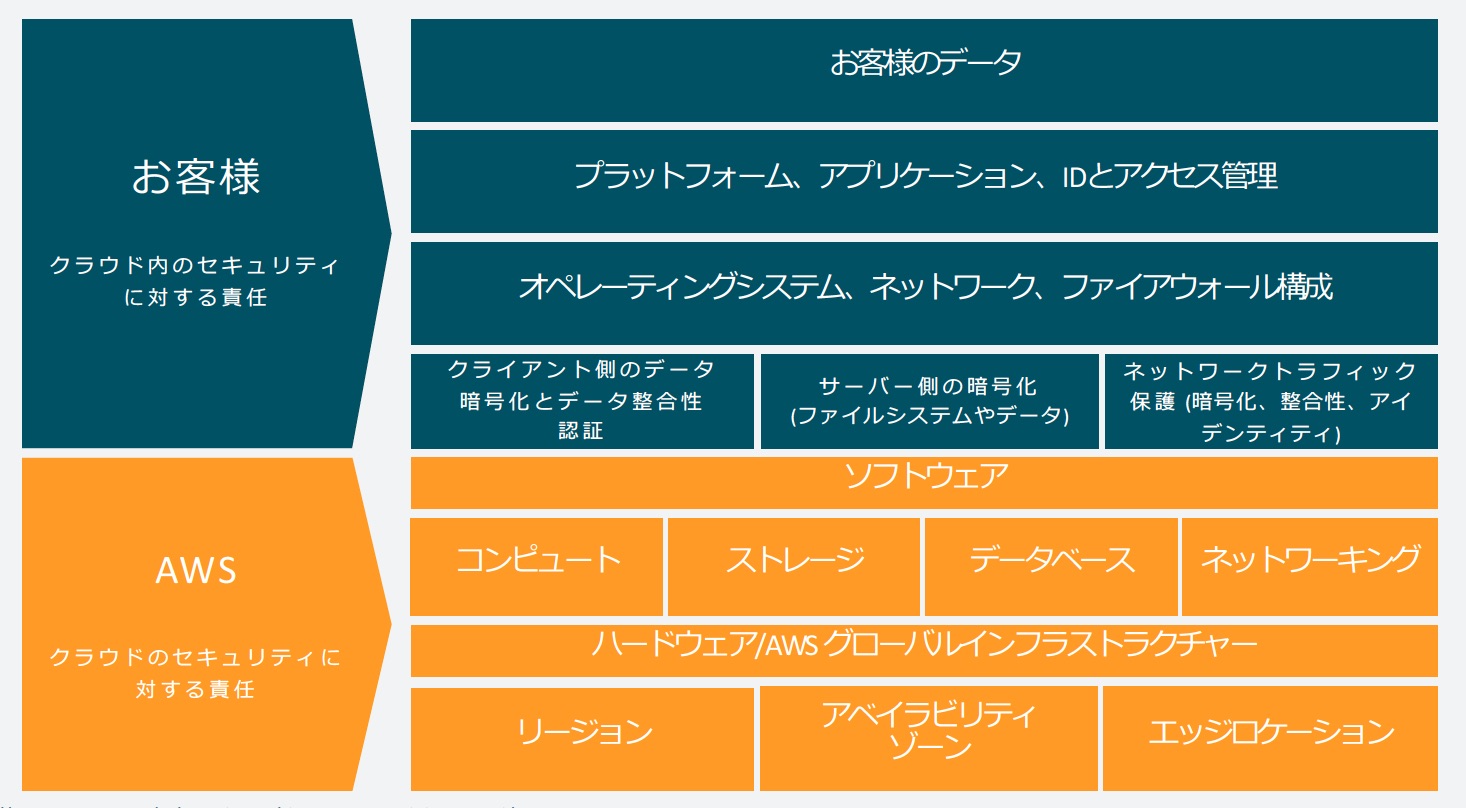 お客様
クラウド内のセキュリティ
に対する責任
お客様のデータ
プラットフォーム、アプリケーション、IDとアクセス管理
オペレーティングシステム、ネットワーク、ファイアウォール構成
クライアント側のデータ
暗号化とデータ整合性
認証
サーバー側の暗号化
(ファイルシステムやデータ)
ネットワークトラフィック
保護 (暗号化、整合性、アイ
デンティティ)
AWS
クラウドのセキュリティに
対する責任
ソフトウェア
コンピュート
ストレージ
データベース
ネットワーキング
ハードウェア/AWS グローバルインフラストラクチャー
リージョン
アベイラビリティ
ゾーン
エッジロケーション